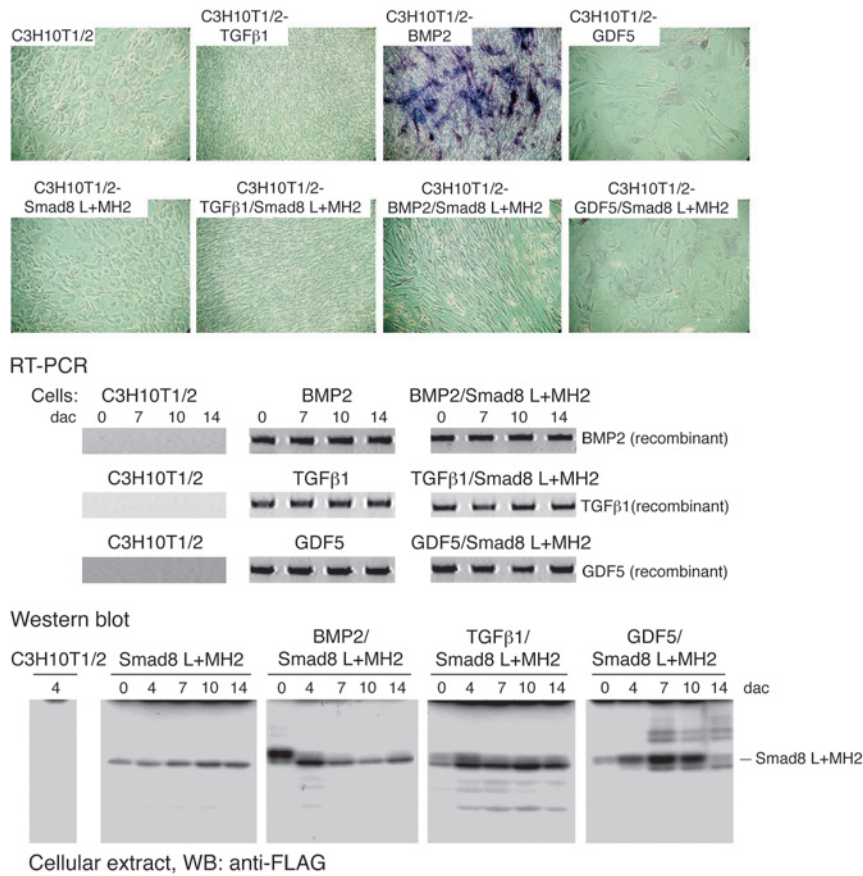 C3H10T1/2
C3H10T1/2-
TGFβ1
C3H10T1/2-
BMP2
C3H10T1/2-
GDF5
C3H10T1/2-
Smad8 L+MH2
C3H10T1/2-
TGFβ1/Smad8 L+MH2
C3H10T1/2-
BMP2/Smad8 L+MH2
C3H10T1/2-
GDF5/Smad8 L+MH2
RT-PCR
Cells: C3H10T1/2 BMP2 BMP2/Smad8 L+MH2
dac 0 7 10 14 0 7 10 14 0 7 10 14
BMP2 (recombinant)
C3H10T1/2 TGFβ1 TGFβ1/Smad8 L+MH2
TGFβ1(recombinant)
C3H10T1/2 GDF5 GDF5/Smad8 L+MH2
GDF5 (recombinant)
Western blot
BMP2/ TGFβ1/ GDF5/
C3H10T1/2 Smad8 L+MH2 Smad8 L+MH2 Smad8 L+MH2 Smad8 L+MH2
4 0 4 7 10 14 0 4 7 10 14 0 4 7 10 14 0 4 7 10 14 dac
– Smad8 L+MH2
Cellular extract, WB: anti-FLAG